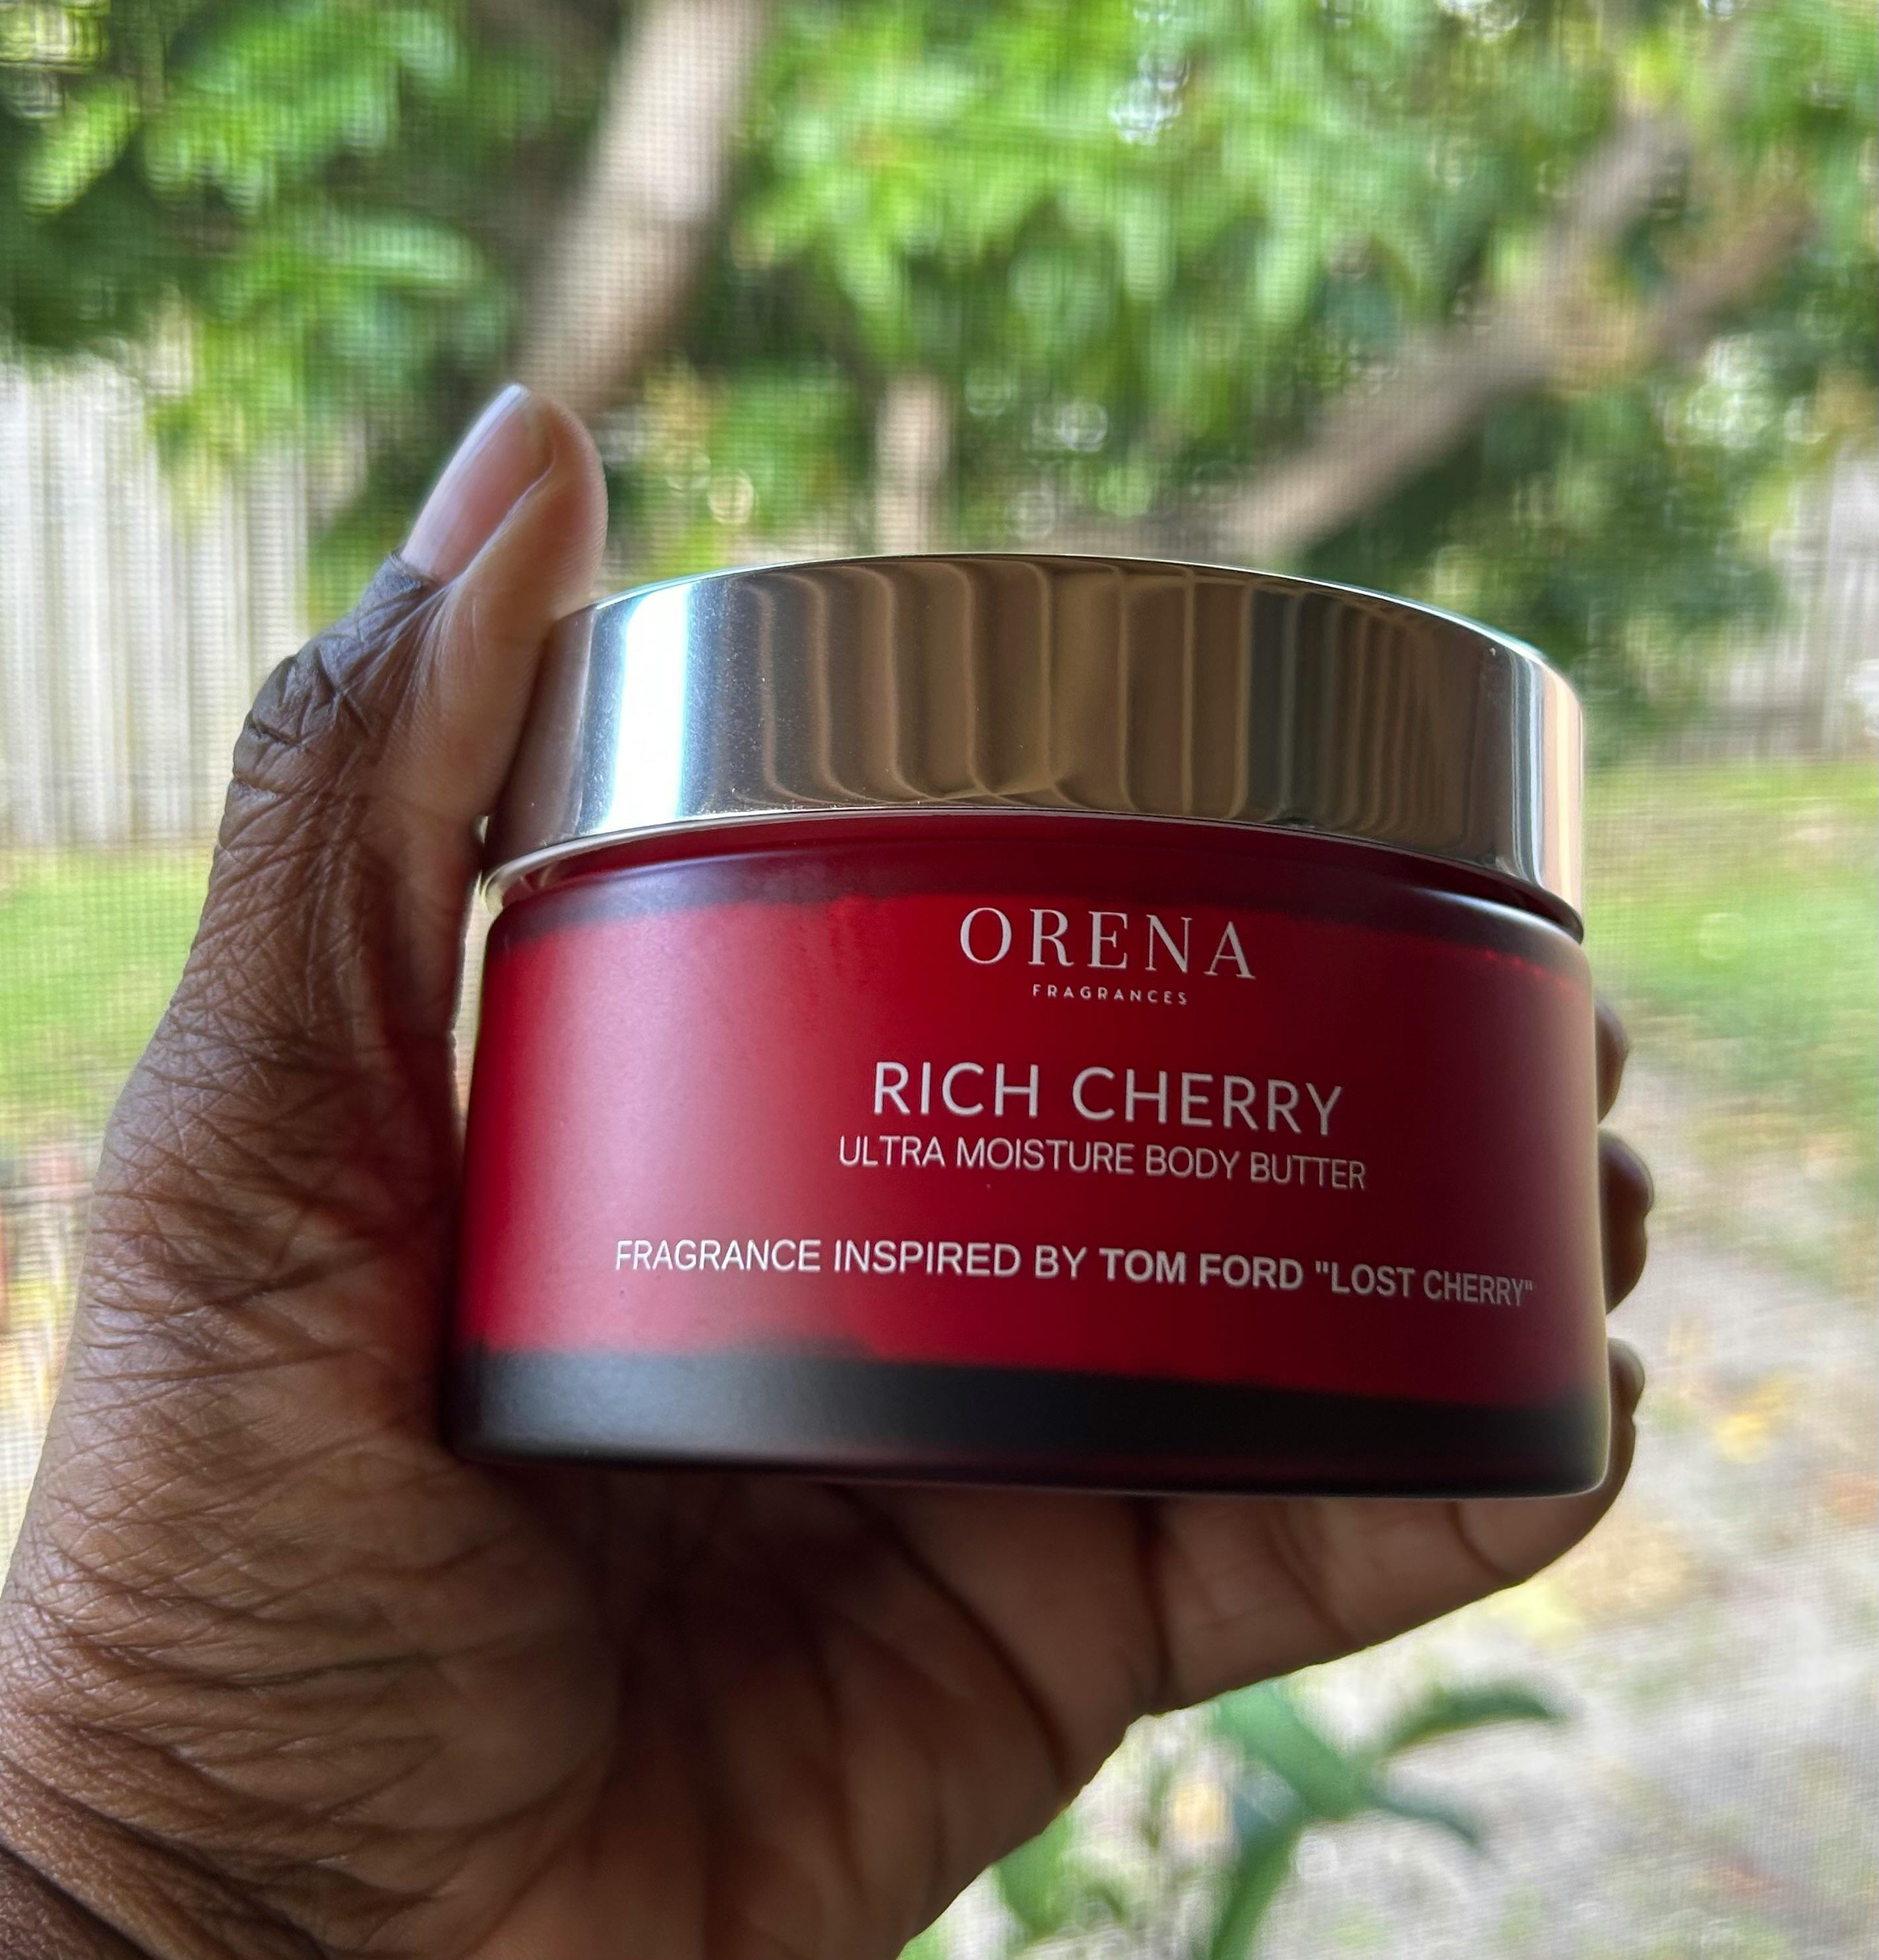 ORENA
FRAGRANCES
RICH CHERRY
ULTRA MOISTURE BODY BUTTER
FRAGRANCE INSPIRED BY TOM FORD "LOST CHERRY"